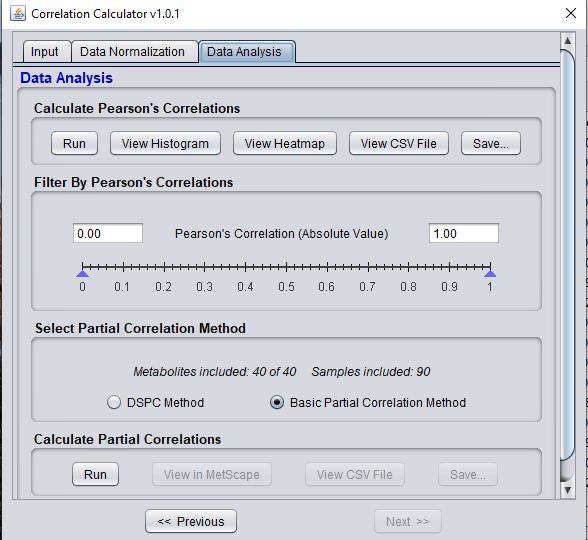 Correlation Calculator v1.0.1
Input Data Normalization Data Analysis
Data Analysis
Calculate Pearson's Correlations
Run View Histogram View Heatmap View CSV File Save...
Filter By Pearson's Correlations
0.00 Pearson's Correlation (Absolute Value) 1.00
0 0.1 0.2 0.3 0.4 0.5 0.6 0.7 0.8 0.9 1
Select Partial Correlation Method
Metabolites included: 40 of 40 Samples included: 90
DSPC Method Basic Partial Correlation Method
Calculate Partial Correlations
Run View in MetScape View CSV File Save...
<< Previous Next >>